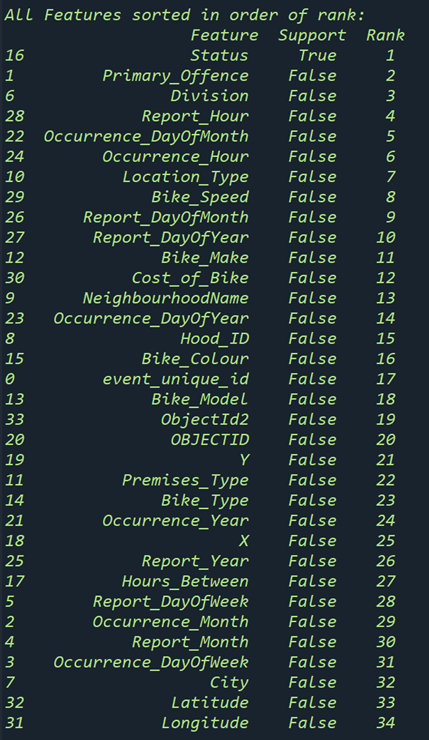 All Features sorted in order of rank:
Feature Support Rank
16 Status True 1
1 Primary_Offence False 2
6 Division False 3
28 Report_Hour False 4
22 Occurrence_DayOfMonth False 5
24 Occurrence_Hour False 6
10 Location_Type False 7
29 Bike_Speed False 8
26 Report_DayOfMonth False 9
27 Report_DayOfYear False 10
12 Bike_Make False 11
30 Cost_of_Bike False 12
9 NeighbourhoodName False 13
23 Occurrence_DayOfYear False 14
8 Hood_ID False 15
15 Bike_Colour False 16
0 event_unique_id False 17
13 Bike_Model False 18
33 ObjectId2 False 19
20 OBJECTID False 20
19 Y False 21
11 Premises_Type False 22
14 Bike_Type False 23
21 Occurrence_Year False 24
18 X False 25
25 Report_Year False 26
17 Hours_Between False 27
5 Report_DayOfWeek False 28
2 Occurrence_Month False 29
4 Report_Month False 30
3 Occurrence_DayOfWeek False 31
7 City False 32
32 Latitude False 33
31 Longitude False 34